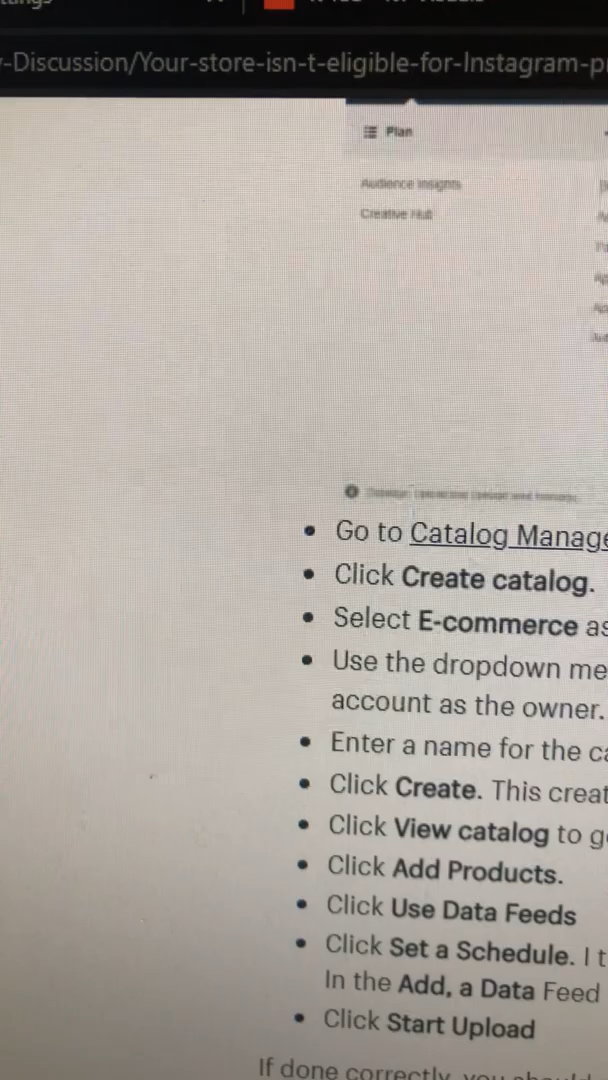 -Discussion/Your-store-isn-t-eligible-for-Instagram-p
Plan
Audience Insights
Creative Hub
Go to Catalog Manage
Click Create catalog.
Select E-commerce as
Use the dropdown me
account as the owner.
Enter a name for the ca
Click Create. This creat
Click View catalog to g
Click Add Products.
Click Use Data Feeds
Click Set a Schedule. I t
In the Add, a Data Feed
Click Start Upload
If done correctly, you should